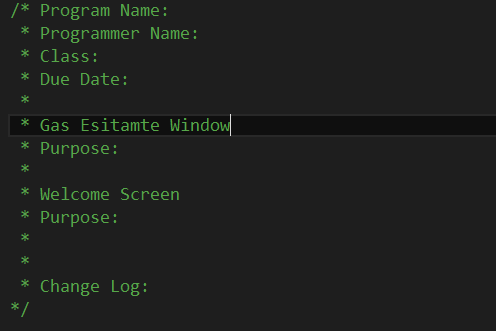 /* Program Name:
* Programmer Name:
* Class:
* Due Date:
*
* Gas Esitamte Window
* Purpose:
*
* Welcome Screen
* Purpose:
*
*
* Change Log:
*/